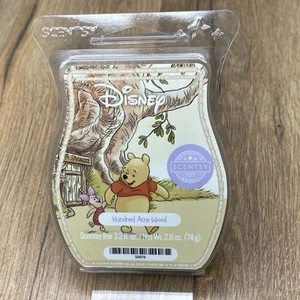 SCENTSY
Disney
SCENTSY
Hundred Acre Wood
Scentsy Bar 3.2 fl. oz. / Net Wt. 2.6 oz. (74 g)